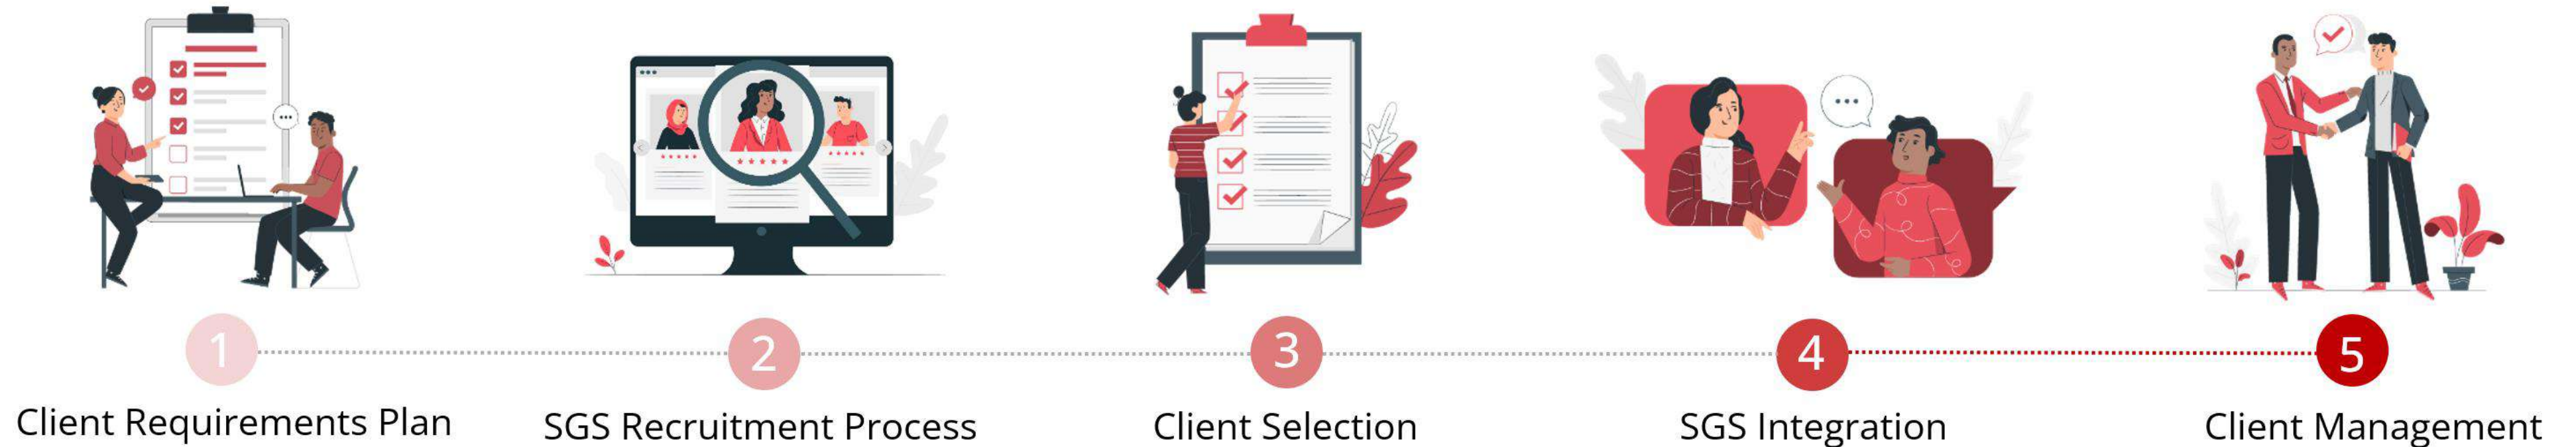 1
2
3
4
5
Client Requirements Plan
SGS Recruitment Process
Client Selection
SGS Integration
Client Management